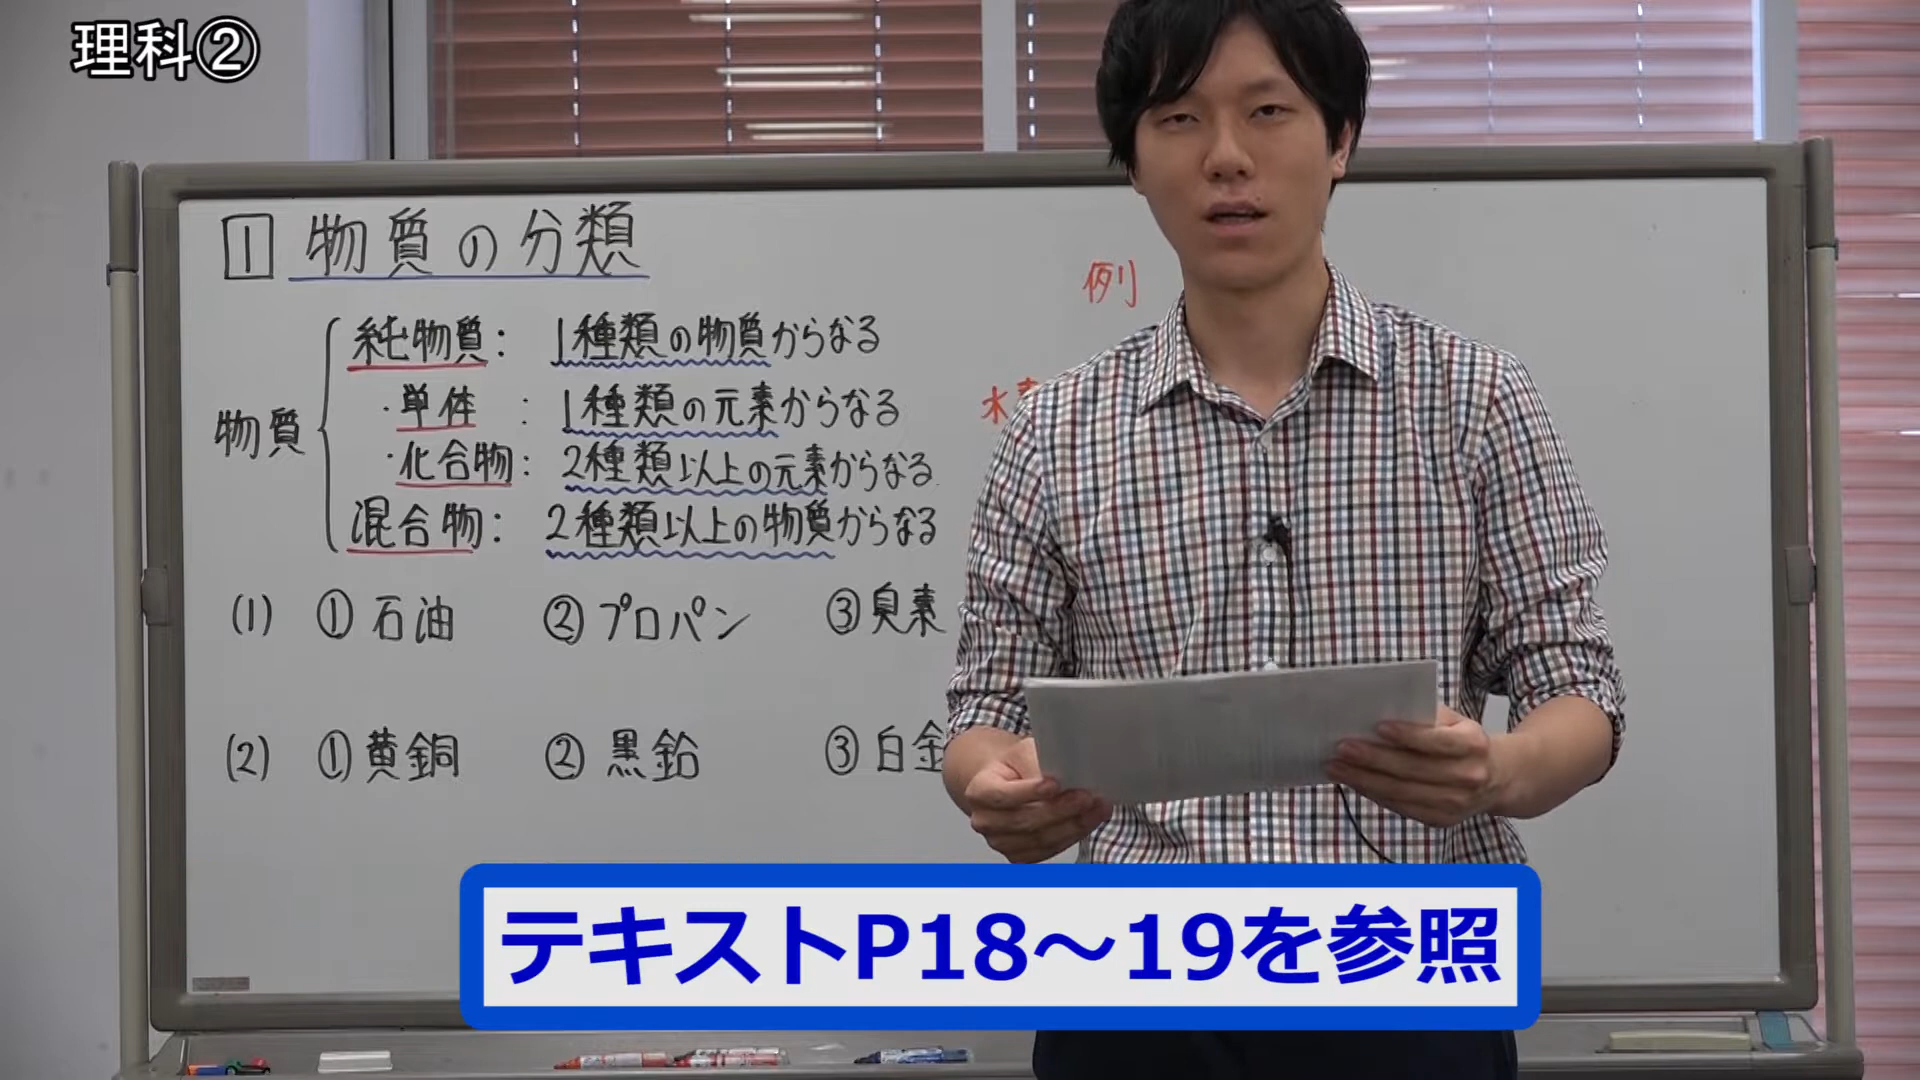 理科②
1 物質の分類
例
物質
純物質： 1種類の物質からなる
・単体 ： 1種類の元素からなる
水
・化合物： 2種類以上の元素からなる
混合物： 2種類以上の物質からなる
(1) ①石油 ②プロパン ③臭素
(2) ①黄銅 ②黒鉛 ③白金
テキストP18～19を参照